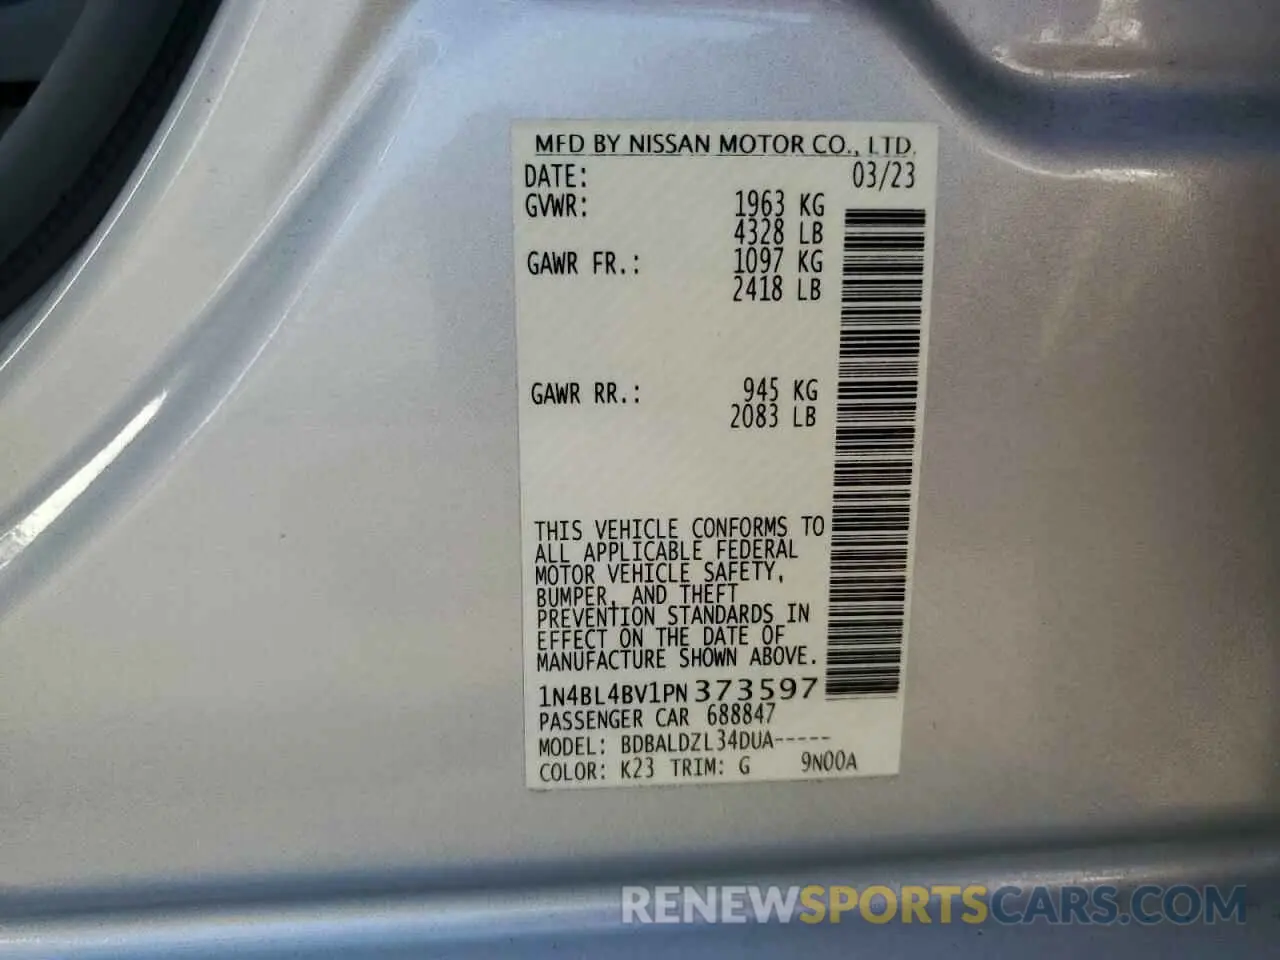 MFD BY NISSAN MOTOR CO., LTD.
DATE: 03/23
GVWR: 1963 KG
4328 LB
GAWR FR.: 1097 KG
2418 LB
GAWR RR.: 945 KG
2083 LB
THIS VEHICLE CONFORMS TO
ALL APPLICABLE FEDERAL
MOTOR VEHICLE SAFETY,
BUMPER, AND THEFT
PREVENTION STANDARDS IN
EFFECT ON THE DATE OF
MANUFACTURE SHOWN ABOVE.
1N4BL4BV1PN373597
PASSENGER CAR 688847
MODEL: BDBALDZL34DUA-----
COLOR: K23 TRIM: G 9N00A
RENEWSPORTSCARS.COM